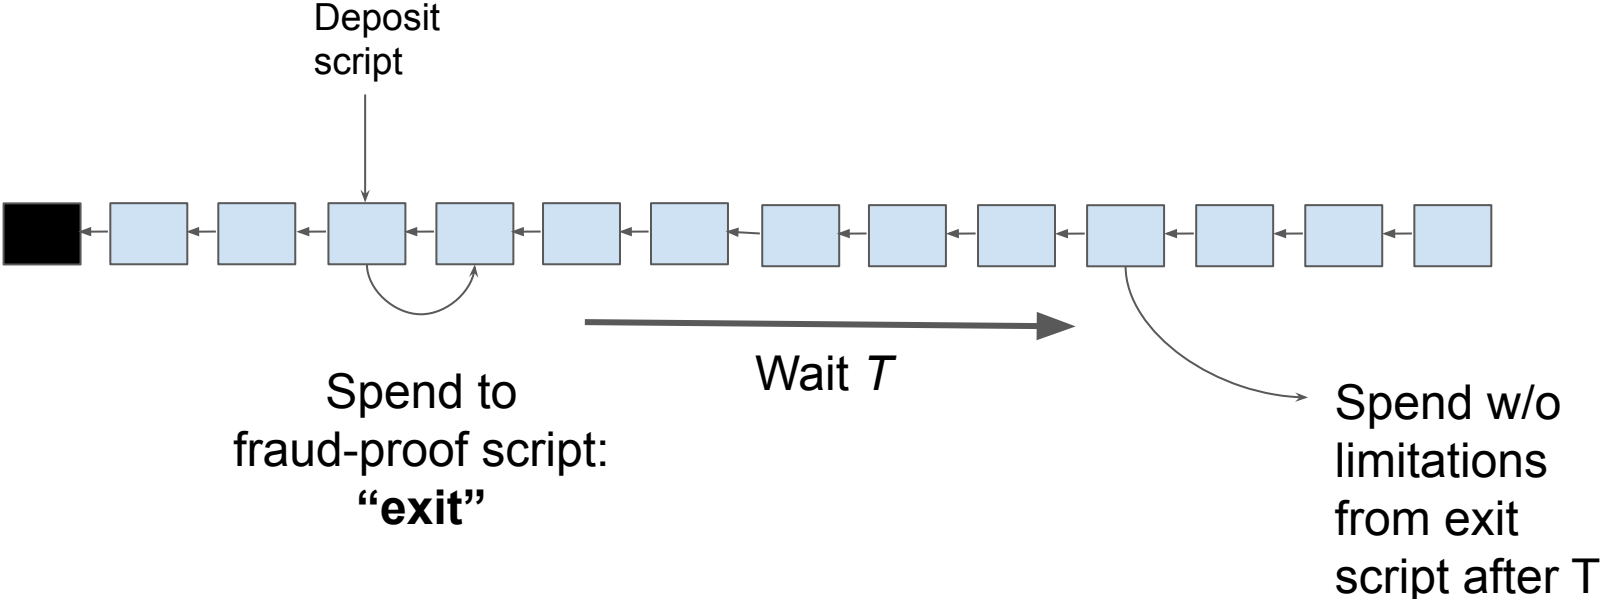 Deposit
script
Spend to
fraud-proof script:
“exit”
Wait T
Spend w/o
limitations
from exit
script after T